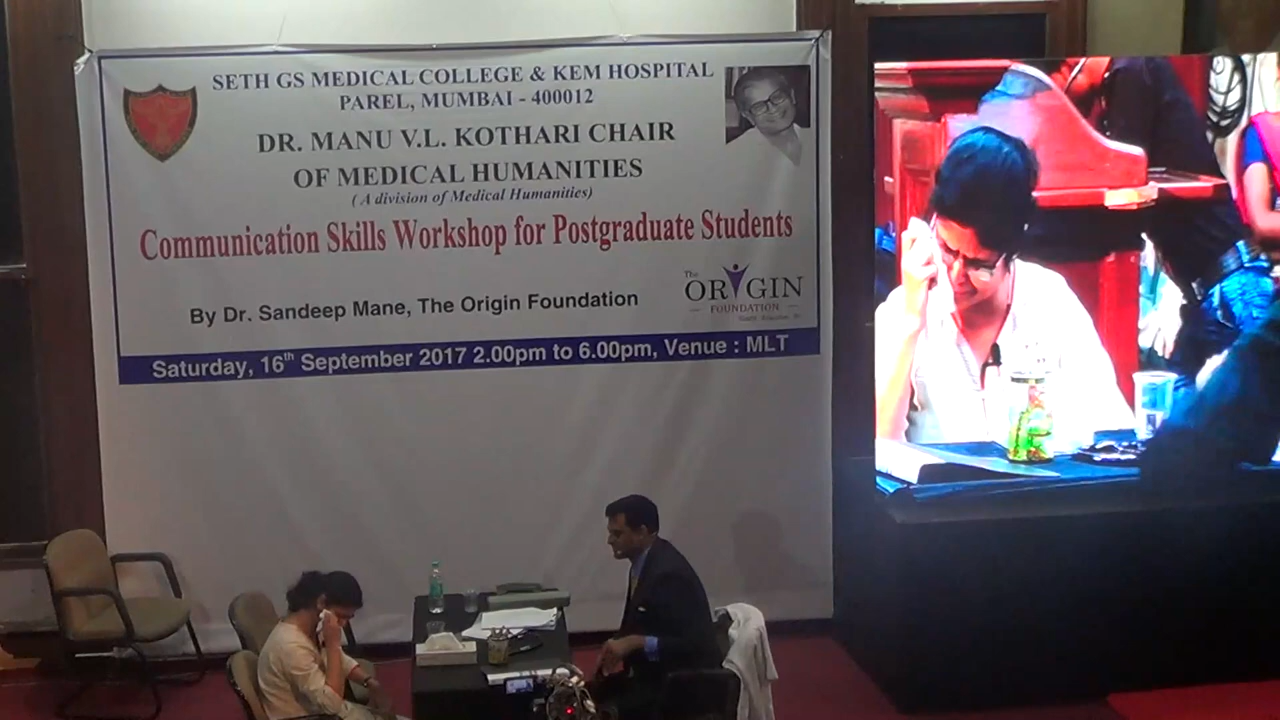 SETH GS MEDICAL COLLEGE & KEM HOSPITAL
PAREL, MUMBAI - 400012
DR. MANU V.L. KOTHARI CHAIR
OF MEDICAL HUMANITIES
( A division of Medical Humanities)
Communication Skills Workshop for Postgraduate Students
By Dr. Sandeep Mane, The Origin Foundation
The
ORIGIN
FOUNDATION
Saturday, 16th September 2017 2.00pm to 6.00pm, Venue : MLT